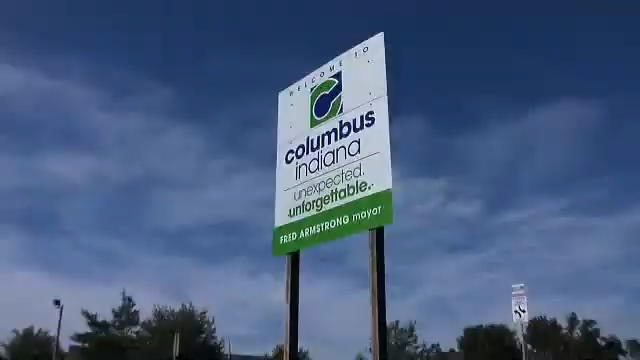 WELCOME TO
columbus
indiana
unexpected.
unforgettable.
FRED ARMSTRONG mayor